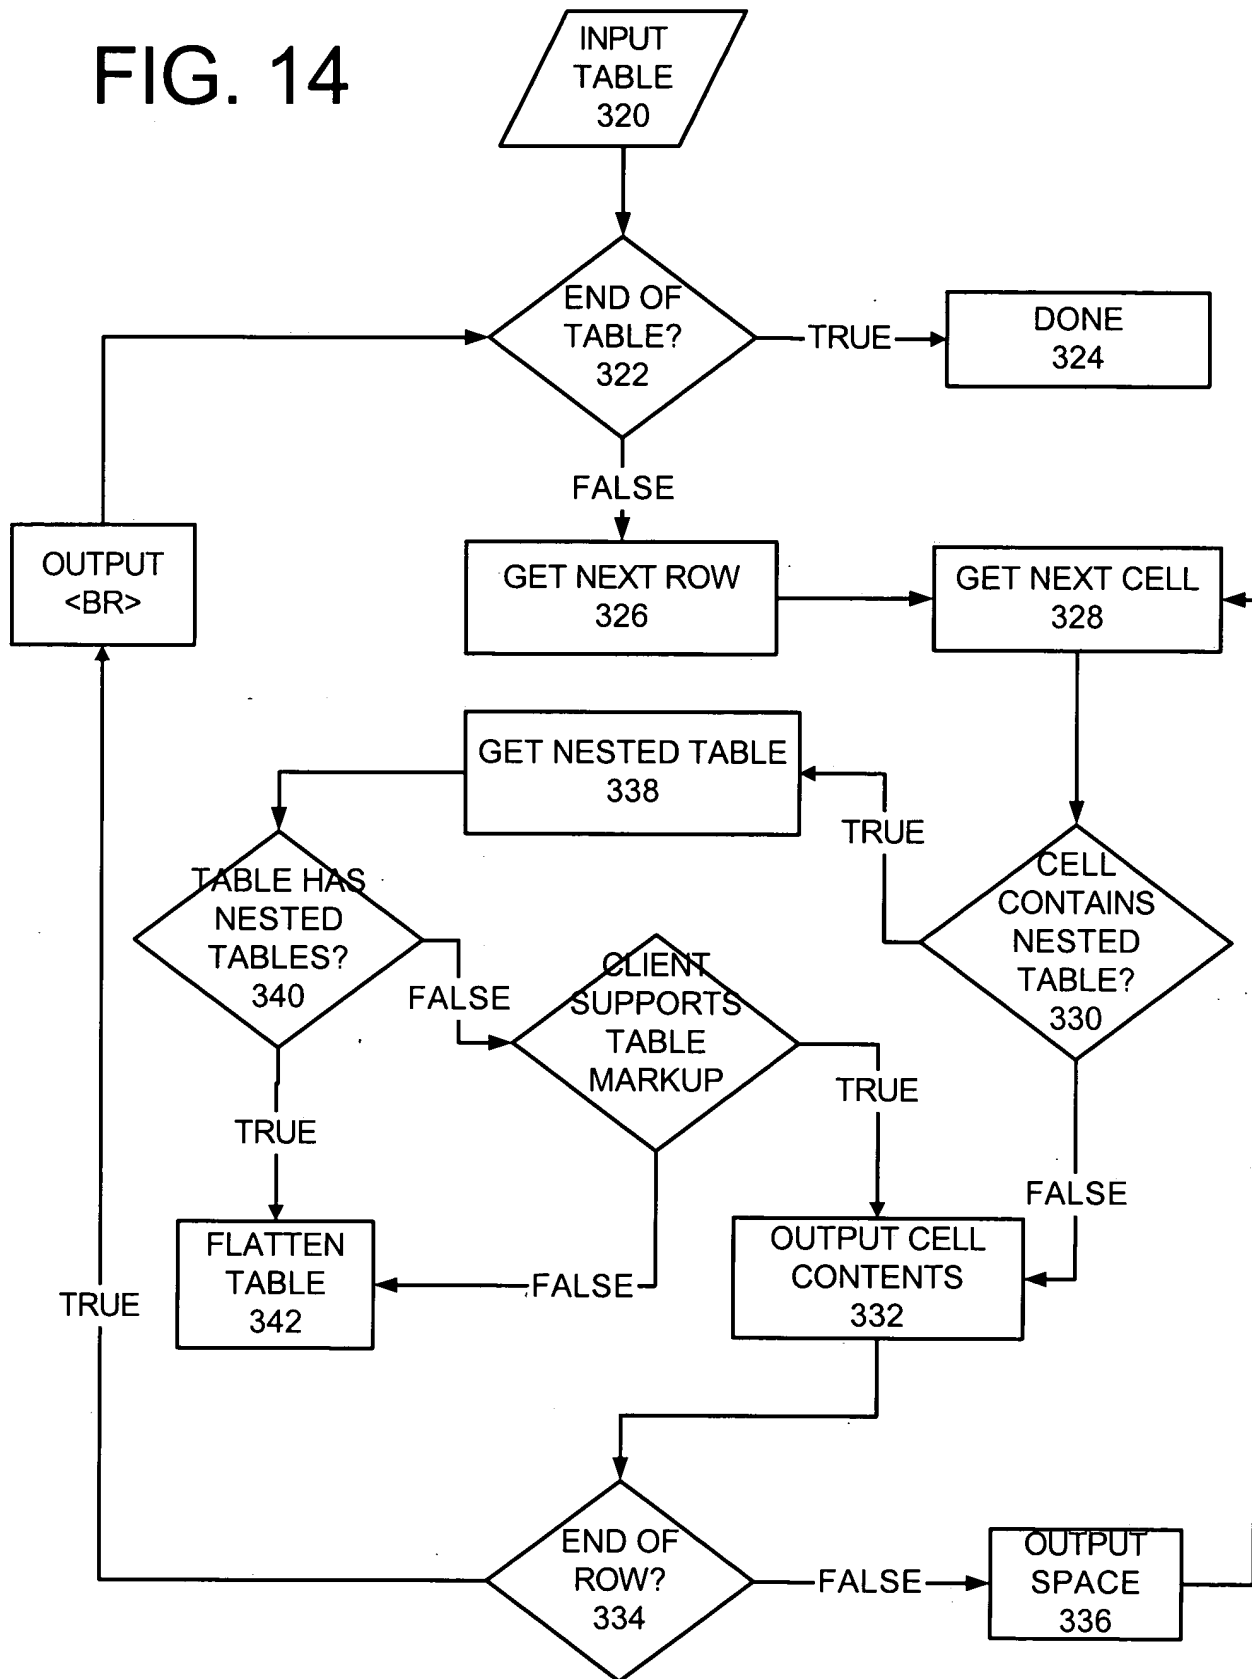 FIG. 14
INPUT
TABLE
320
END OF
TABLE?
322
TRUE
DONE
324
FALSE
OUTPUT
<BR>
GET NEXT ROW
326
GET NEXT CELL
328
GET NESTED TABLE
338
TRUE
TABLE HAS
NESTED
TABLES?
340
FALSE
CLIENT
SUPPORTS
TABLE
MARKUP
CELL
CONTAINS
NESTED
TABLE?
330
TRUE
TRUE
FALSE
FLATTEN
TABLE
342
FALSE
OUTPUT CELL
CONTENTS
332
TRUE
END OF
ROW?
334
FALSE
OUTPUT
SPACE
336